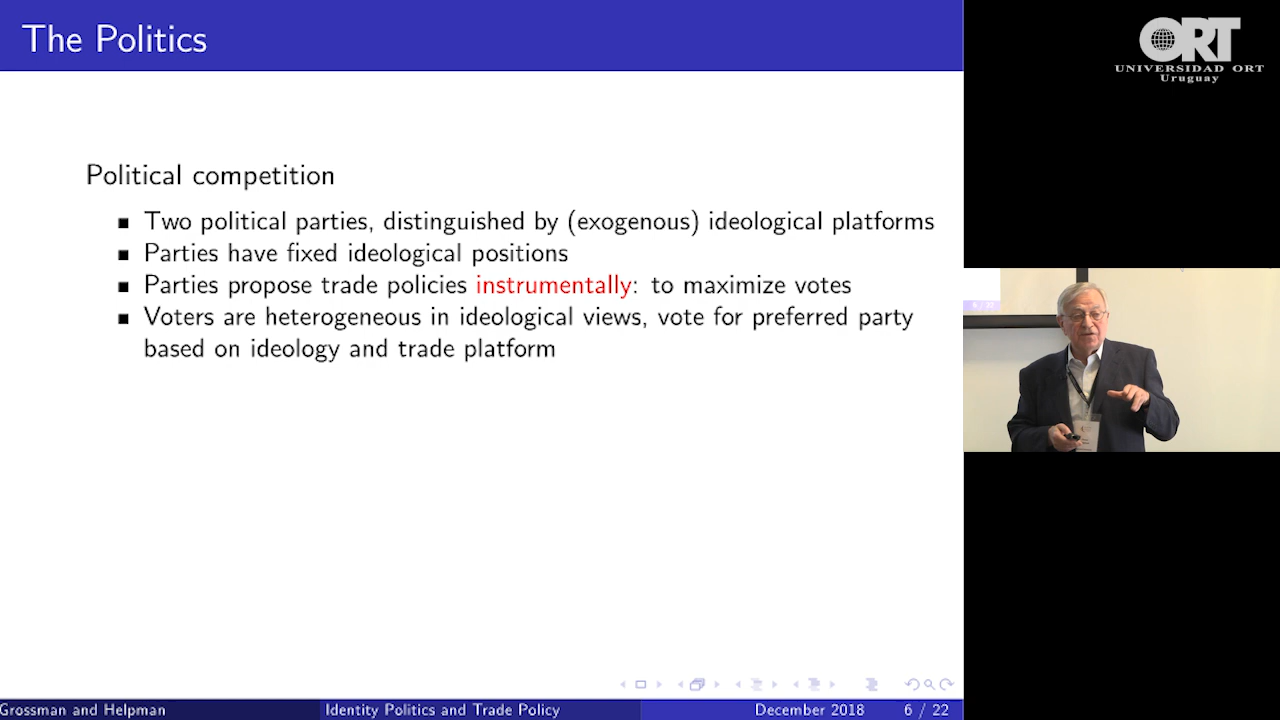 The Politics
Political competition
Two political parties, distinguished by (exogenous) ideological platforms
Parties have fixed ideological positions
Parties propose trade policies instrumentally: to maximize votes
Voters are heterogeneous in ideological views, vote for preferred party
based on ideology and trade platform
Grossman and Helpman
Identity Politics and Trade Policy
December 2018
6 / 22
ORT
UNIVERSIDAD ORT
Uruguay